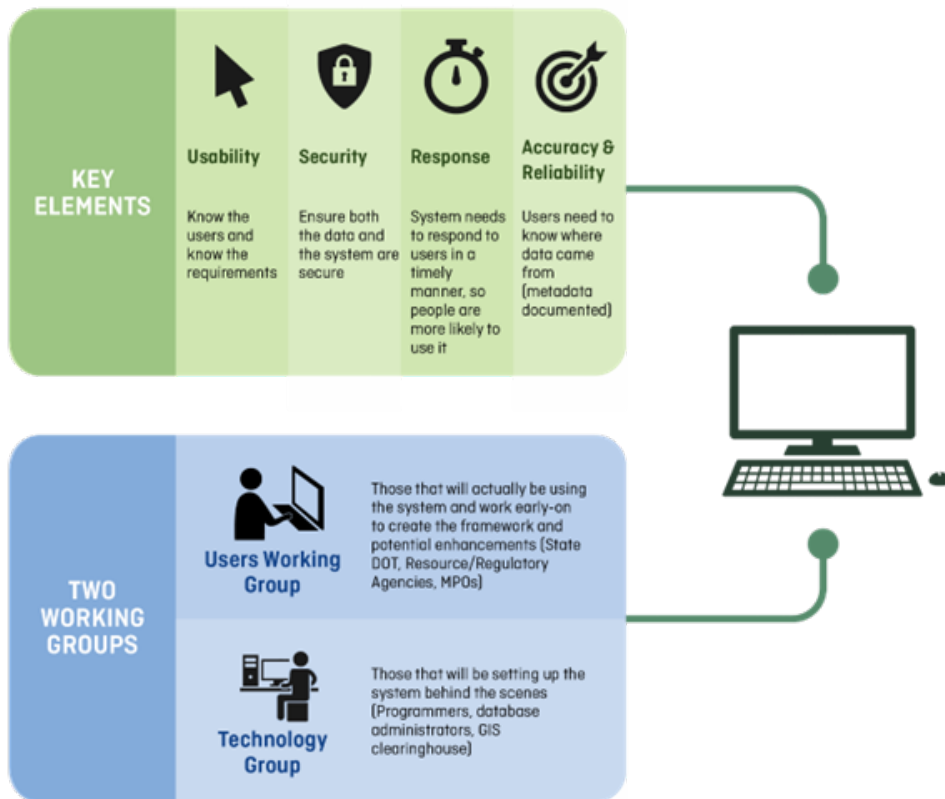 KEY
ELEMENTS
Usability
Know the
users and
know the
requirements
Security
Ensure both
the data and
the system are
secure
Response
System needs
to respond to
users in a
timely
manner, so
people are
more likely to
use it
Accuracy &
Reliability
Users need to
know where
data came
from
(metadata
documented)
TWO
WORKING
GROUPS
Users Working
Group
Those that will actually be using
the system and work early-on
to create the framework and
potential enhancements (State
DOT, Resource/Regulatory
Agencies, MPOs)
Technology
Group
Those that will be setting up the
system behind the scenes
(Programmers, database
administrators, GIS
clearinghouse)